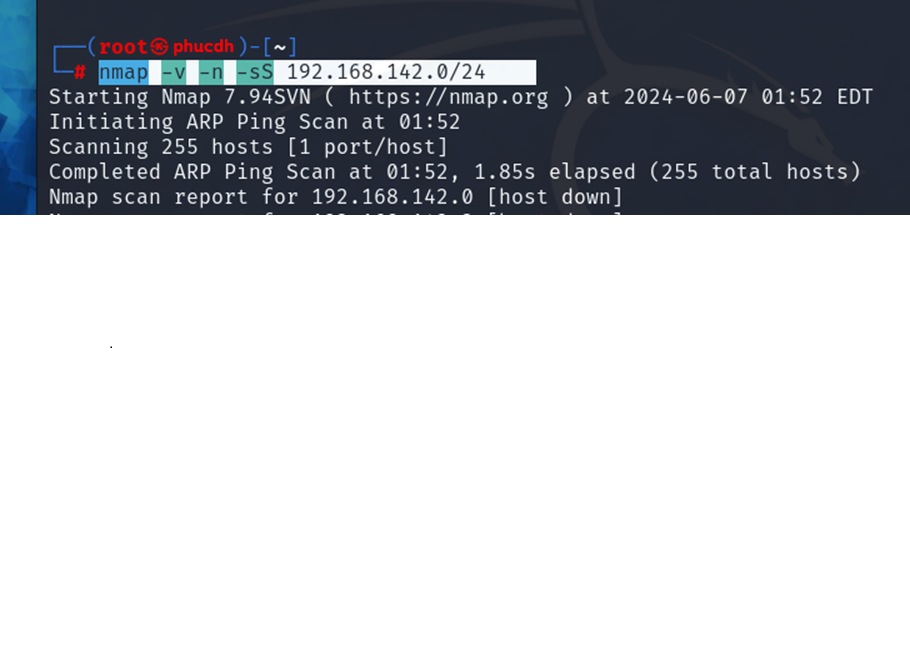 ┌──(root㉿phucdh)-[~]
└─# nmap -v -n -sS 192.168.142.0/24
Starting Nmap 7.94SVN ( https://nmap.org ) at 2024-06-07 01:52 EDT
Initiating ARP Ping Scan at 01:52
Scanning 255 hosts [1 port/host]
Completed ARP Ping Scan at 01:52, 1.85s elapsed (255 total hosts)
Nmap scan report for 192.168.142.0 [host down]